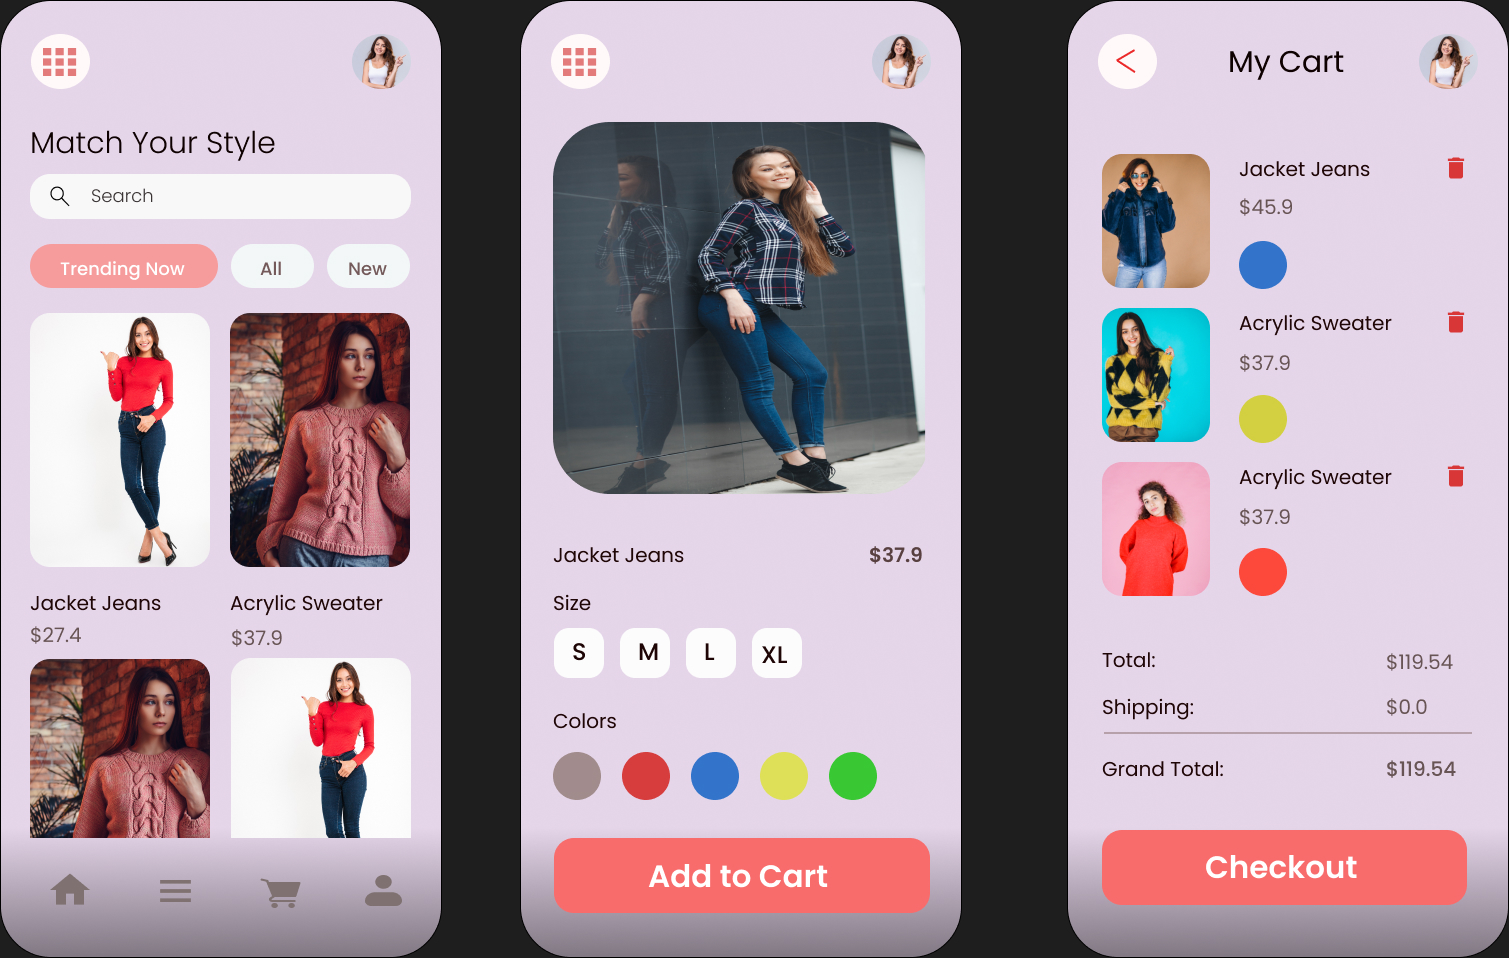 Match Your Style
Search
Trending Now
All
New
Jacket Jeans
$27.4
Acrylic Sweater
$37.9
Jacket Jeans
$37.9
Size
S
M
L
XL
Colors
Add to Cart
My Cart
Jacket Jeans
$45.9
Acrylic Sweater
$37.9
Acrylic Sweater
$37.9
Total:
$119.54
Shipping:
$0.0
Grand Total:
$119.54
Checkout